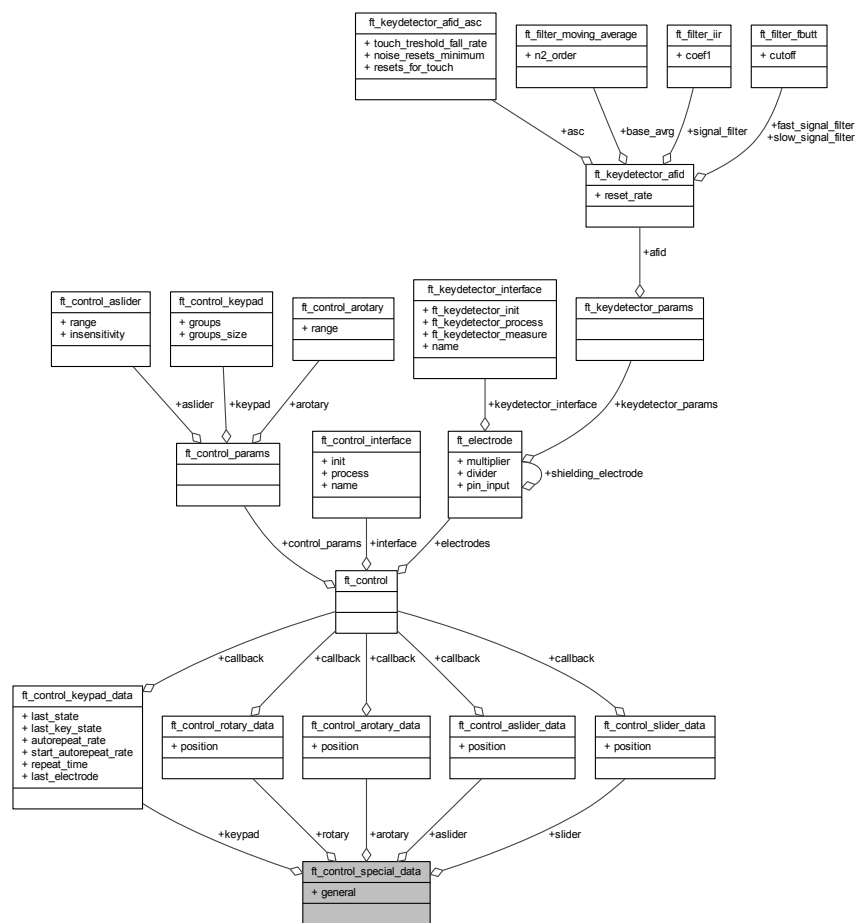 ft_keydetector_afid_asc
+ touch_treshold_fall_rate
+ noise_resets_minimum
+ resets_for_touch
ft_filter_moving_average
+ n2_order
ft_filter_iir
+ coef1
ft_filter_fbutt
+ cutoff
+asc
+base_avrg
+signal_filter
+fast_signal_filter
+slow_signal_filter
ft_keydetector_afid
+ reset_rate
+afid
ft_control_aslider
+ range
+ insensitivity
ft_control_keypad
+ groups
+ groups_size
ft_control_arotary
+ range
ft_keydetector_interface
+ ft_keydetector_init
+ ft_keydetector_process
+ ft_keydetector_measure
+ name
ft_keydetector_params
+aslider
+keypad
+arotary
+keydetector_interface
+keydetector_params
ft_control_params
ft_control_interface
+ init
+ process
+ name
ft_electrode
+ multiplier
+ divider
+ pin_input
+shielding_electrode
+control_params
+interface
+electrodes
ft_control
+callback
+callback
+callback
+callback
+callback
ft_control_keypad_data
+ last_state
+ last_key_state
+ autorepeat_rate
+ start_autorepeat_rate
+ repeat_time
+ last_electrode
ft_control_rotary_data
+ position
ft_control_arotary_data
+ position
ft_control_aslider_data
+ position
ft_control_slider_data
+ position
+keypad
+rotary
+arotary
+aslider
+slider
ft_control_special_data
+ general